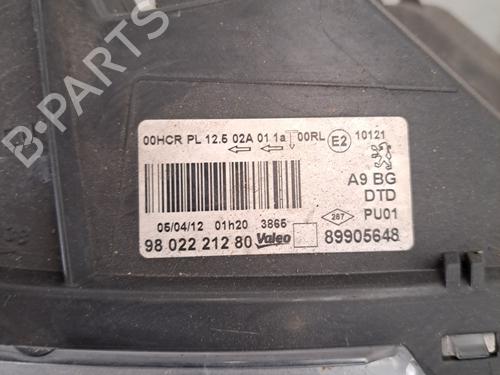 00HCR PL 12.5 02A 01 1a 00RL E2 10121
A9 BG
DTD
287 PU01
05/04/12 01h20 3865
98 022 212 80 Valeo 89905648
B-PARTS